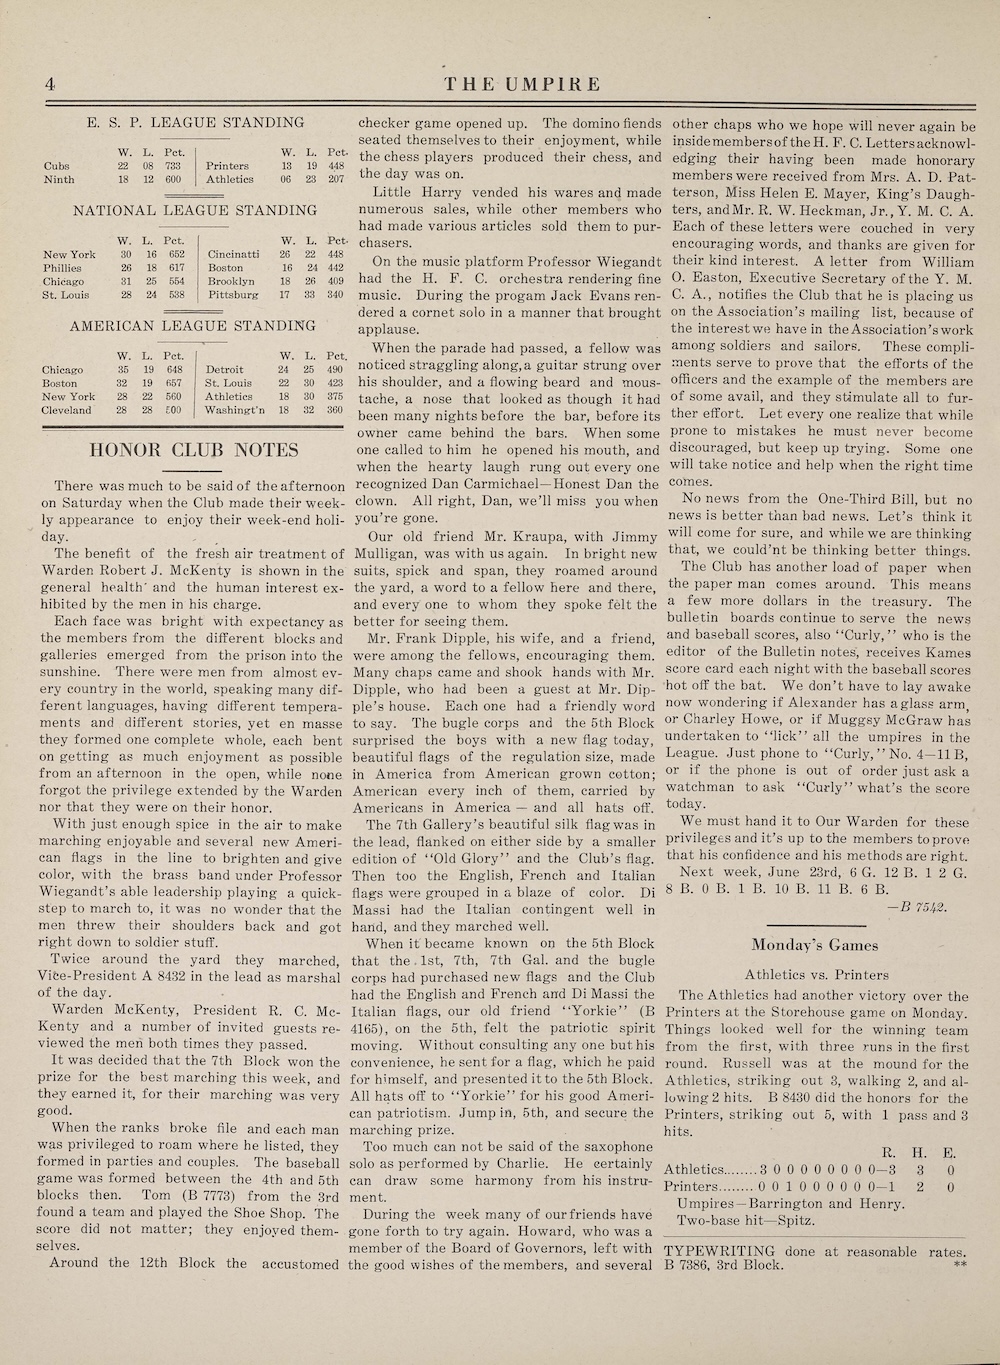 4
THE UMPIRE
E. S. P. LEAGUE STANDING
W. L. Pct. W. L. Pct.
Cubs 22 08 733 Printers 13 19 448
Ninth 18 12 600 Athletics 06 23 207
NATIONAL LEAGUE STANDING
W. L. Pct. W. L. Pct.
New York 30 16 652 Cincinatti 26 22 448
Phillies 26 18 617 Boston 16 24 442
Chicago 31 25 554 Brooklyn 18 26 409
St. Louis 28 24 538 Pittsburg 17 33 340
AMERICAN LEAGUE STANDING
W. L. Pct. W. L. Pct.
Chicago 35 19 648 Detroit 24 25 490
Boston 32 19 657 St. Louis 22 30 423
New York 28 22 560 Athletics 18 30 375
Cleveland 28 28 500 Washingt'n 18 32 360
HONOR CLUB NOTES
There was much to be said of the afternoon
on Saturday when the Club made their week-
ly appearance to enjoy their week-end holi-
day.
The benefit of the fresh air treatment of
Warden Robert J. McKenty is shown in the
general health and the human interest ex-
hibited by the men in his charge.
Each face was bright with expectancy as
the members from the different blocks and
galleries emerged from the prison into the
sunshine. There were men from almost ev-
ery country in the world, speaking many dif-
ferent languages, having different tempera-
ments and different stories, yet en masse
they formed one complete whole, each bent
on getting as much enjoyment as possible
from an afternoon in the open, while none
forgot the privilege extended by the Warden
nor that they were on their honor.
With just enough spice in the air to make
marching enjoyable and several new Ameri-
can flags in the line to brighten and give
color, with the brass band under Professor
Wiegandt's able leadership playing a quick-
step to march to, it was no wonder that the
men threw their shoulders back and got
right down to soldier stuff.
Twice around the yard they marched,
Vice-President A 8432 in the lead as marshal
of the day.
Warden McKenty, President R. C. Mc-
Kenty and a number of invited guests re-
viewed the men both times they passed.
It was decided that the 7th Block won the
prize for the best marching this week, and
they earned it, for their marching was very
good.
When the ranks broke file and each man
was privileged to roam where he listed, they
formed in parties and couples. The baseball
game was formed between the 4th and 5th
blocks then. Tom (B 7773) from the 3rd
found a team and played the Shoe Shop. The
score did not matter; they enjoyed them-
selves.
Around the 12th Block the accustomed
checker game opened up. The domino fiends
seated themselves to their enjoyment, while
the chess players produced their chess, and
the day was on.
Little Harry vended his wares and made
numerous sales, while other members who
had made various articles sold them to pur-
chasers.
On the music platform Professor Wiegandt
had the H. F. C. orchestra rendering fine
music. During the progam Jack Evans ren-
dered a cornet solo in a manner that brought
applause.
When the parade had passed, a fellow was
noticed straggling along, a guitar strung over
his shoulder, and a flowing beard and mous-
tache, a nose that looked as though it had
been many nights before the bar, before its
owner came behind the bars. When some
one called to him he opened his mouth, and
when the hearty laugh rung out every one
recognized Dan Carmichael—Honest Dan the
clown. All right, Dan, we'll miss you when
you're gone.
Our old friend Mr. Kraupa, with Jimmy
Mulligan, was with us again. In bright new
suits, spick and span, they roamed around
the yard, a word to a fellow here and there,
and every one to whom they spoke felt the
better for seeing them.
Mr. Frank Dipple, his wife, and a friend,
were among the fellows, encouraging them.
Many chaps came and shook hands with Mr.
Dipple, who had been a guest at Mr. Dip-
ple's house. Each one had a friendly word
to say. The bugle corps and the 5th Block
surprised the boys with a new flag today,
beautiful flags of the regulation size, made
in America from American grown cotton;
American every inch of them, carried by
Americans in America — and all hats off.
The 7th Gallery's beautiful silk flag was in
the lead, flanked on either side by a smaller
edition of "Old Glory" and the Club's flag.
Then too the English, French and Italian
flags were grouped in a blaze of color. Di
Massi had the Italian contingent well in
hand, and they marched well.
When it became known on the 5th Block
that the 1st, 7th, 7th Gal. and the bugle
corps had purchased new flags and the Club
had the English and French and Di Massi the
Italian flags, our old friend "Yorkie" (B
4165), on the 5th, felt the patriotic spirit
moving. Without consulting any one but his
convenience, he sent for a flag, which he paid
for himself, and presented it to the 5th Block.
All hats off to "Yorkie" for his good Ameri-
can patriotism. Jump in, 5th, and secure the
marching prize.
Too much can not be said of the saxophone
solo as performed by Charlie. He certainly
can draw some harmony from his instru-
ment.
During the week many of our friends have
gone forth to try again. Howard, who was a
member of the Board of Governors, left with
the good wishes of the members, and several
other chaps who we hope will never again be
inside members of the H. F. C. Letters acknowl-
edging their having been made honorary
members were received from Mrs. A. D. Pat-
terson, Miss Helen E. Mayer, King's Daugh-
ters, and Mr. R. W. Heckman, Jr., Y. M. C. A.
Each of these letters were couched in very
encouraging words, and thanks are given for
their kind interest. A letter from William
O. Easton, Executive Secretary of the Y. M.
C. A., notifies the Club that he is placing us
on the Association's mailing list, because of
the interest we have in the Association's work
among soldiers and sailors. These compli-
ments serve to prove that the efforts of the
officers and the example of the members are
of some avail, and they stimulate all to fur-
ther effort. Let every one realize that while
prone to mistakes he must never become
discouraged, but keep up trying. Some one
will take notice and help when the right time
comes.
No news from the One-Third Bill, but no
news is better than bad news. Let's think it
will come for sure, and while we are thinking
that, we could'nt be thinking better things.
The Club has another load of paper when
the paper man comes around. This means
a few more dollars in the treasury. The
bulletin boards continue to serve the news
and baseball scores, also "Curly," who is the
editor of the Bulletin notes, receives Kames
score card each night with the baseball scores
hot off the bat. We don't have to lay awake
now wondering if Alexander has a glass arm,
or Charley Howe, or if Muggsy McGraw has
undertaken to "lick" all the umpires in the
League. Just phone to "Curly," No. 4—11 B,
or if the phone is out of order just ask a
watchman to ask "Curly" what's the score
today.
We must hand it to Our Warden for these
privileges and it's up to the members to prove
that his confidence and his methods are right.
Next week, June 23rd, 6 G. 12 B. 1 2 G.
8 B. 0 B. 1 B. 10 B. 11 B. 6 B.
—B 7542.
Monday's Games
Athletics vs. Printers
The Athletics had another victory over the
Printers at the Storehouse game on Monday.
Things looked well for the winning team
from the first, with three runs in the first
round. Russell was at the mound for the
Athletics, striking out 3, walking 2, and al-
lowing 2 hits. B 8430 did the honors for the
Printers, striking out 5, with 1 pass and 3
hits.
R. H. E.
Athletics........3 0 0 0 0 0 0 0 0—3 3 0
Printers......... 0 0 1 0 0 0 0 0 0—1 2 0
Umpires—Barrington and Henry.
Two-base hit—Spitz.
TYPEWRITING done at reasonable rates.
B 7386, 3rd Block. **